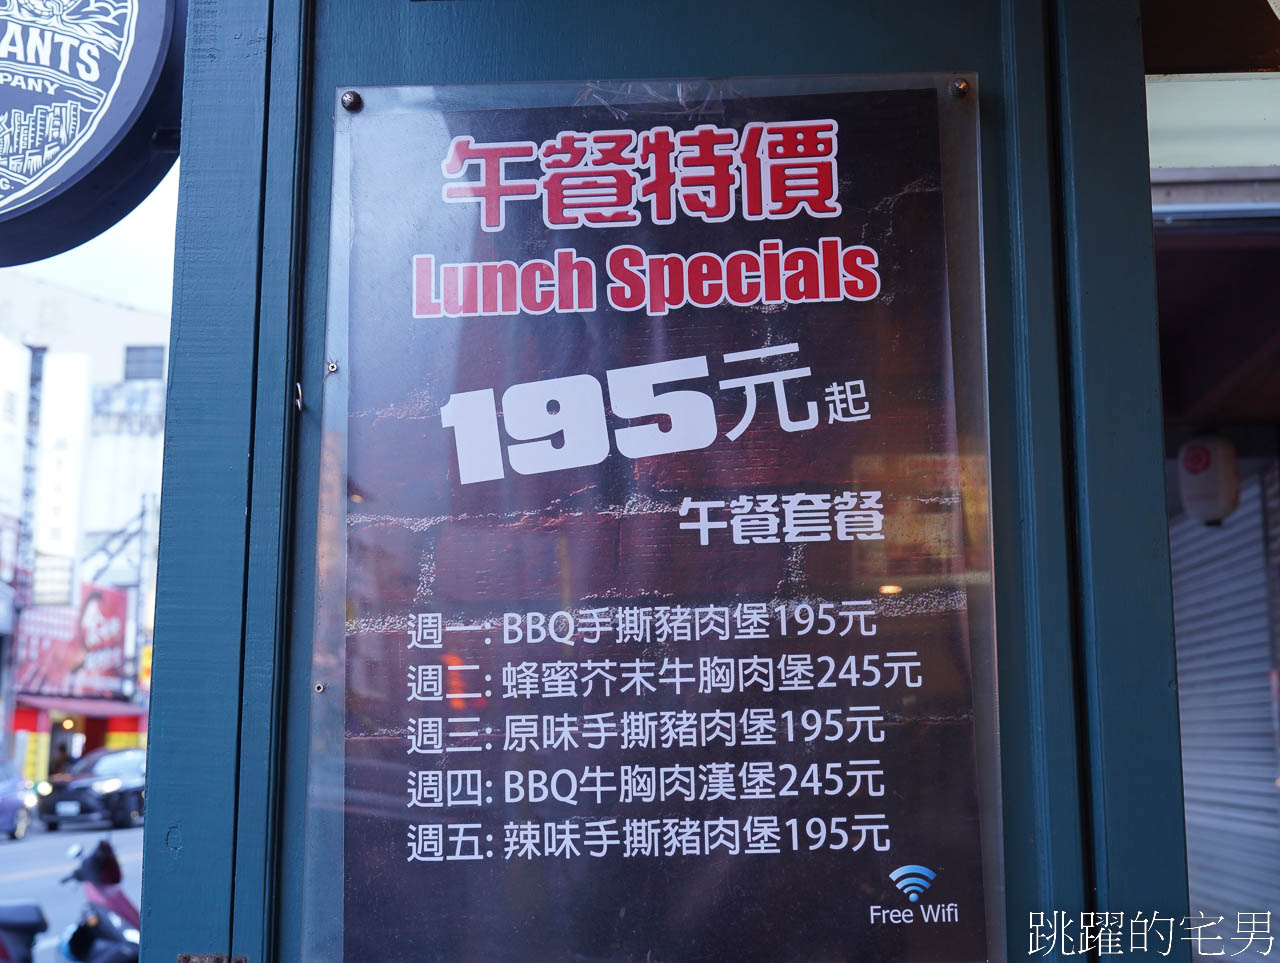 ANTS
PANY
午餐特價
Lunch Specials
195元起
午餐套餐
週一: BBQ手撕豬肉堡195元
週二: 蜂蜜芥末牛胸肉堡245元
週三: 原味手撕豬肉堡195元
週四: BBQ牛胸肉漢堡245元
週五: 辣味手撕豬肉堡195元
Free Wifi
跳躍的宅男